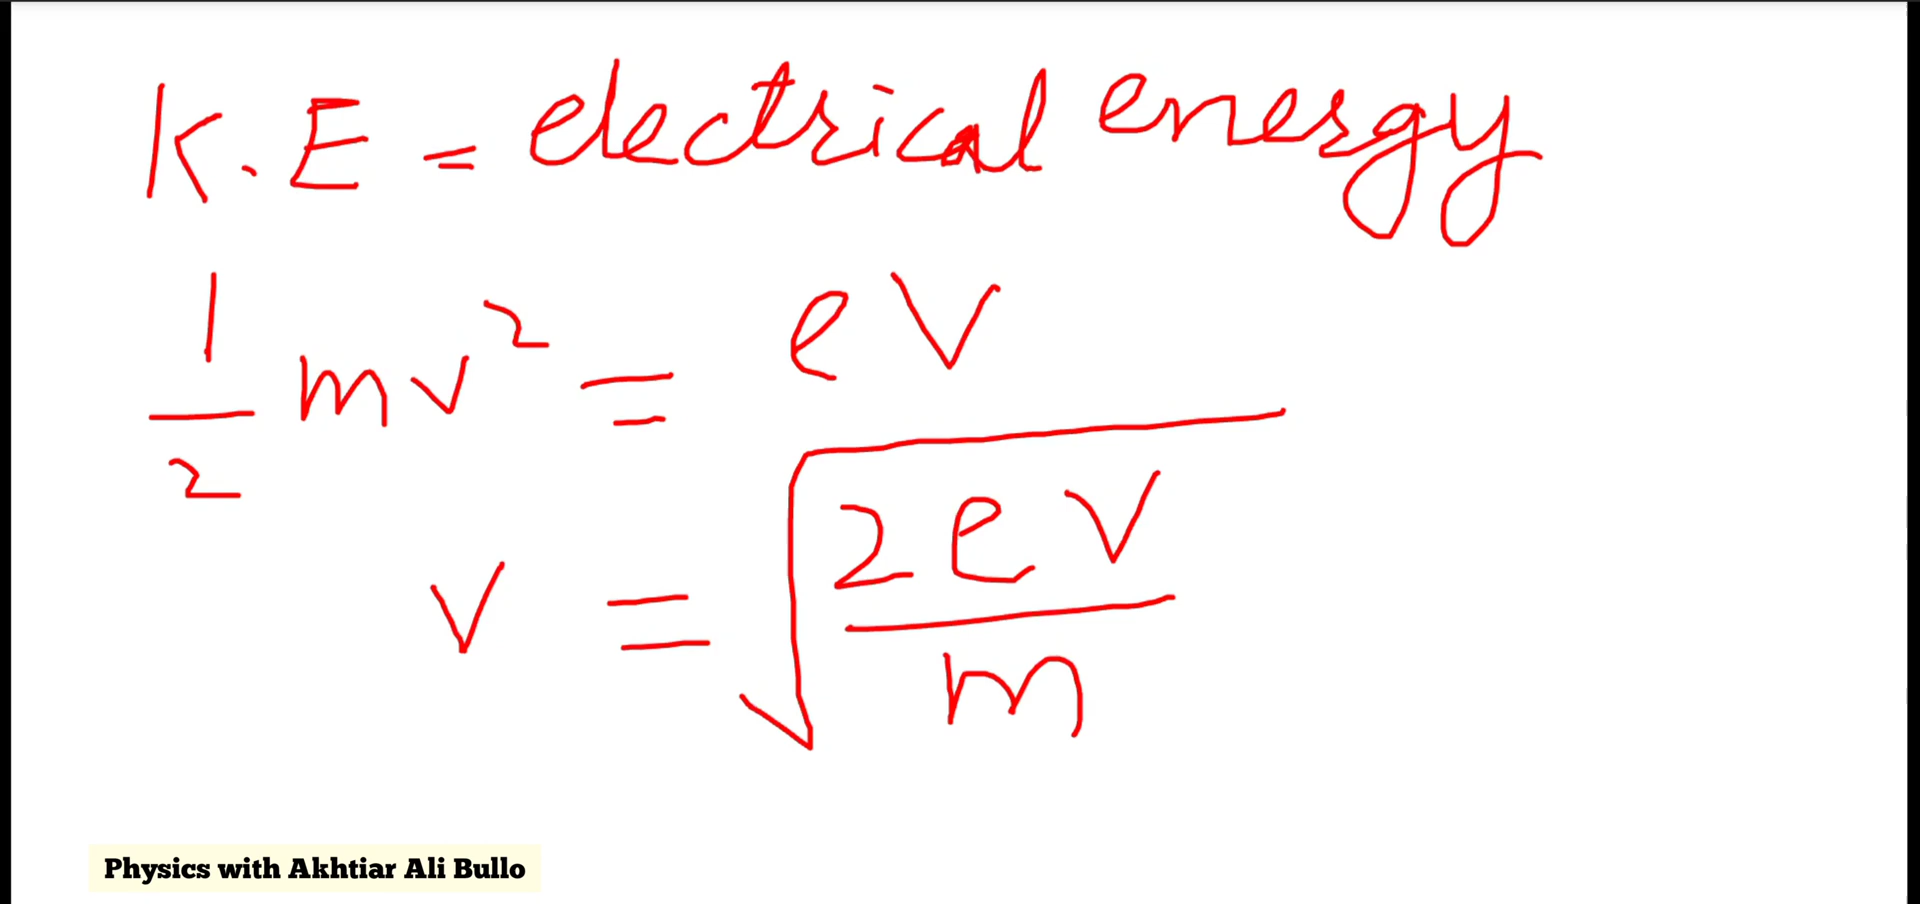 K.E = electrical energy
1/2 mv² = eV
v = √(2eV/m)
Physics with Akhtiar Ali Bullo